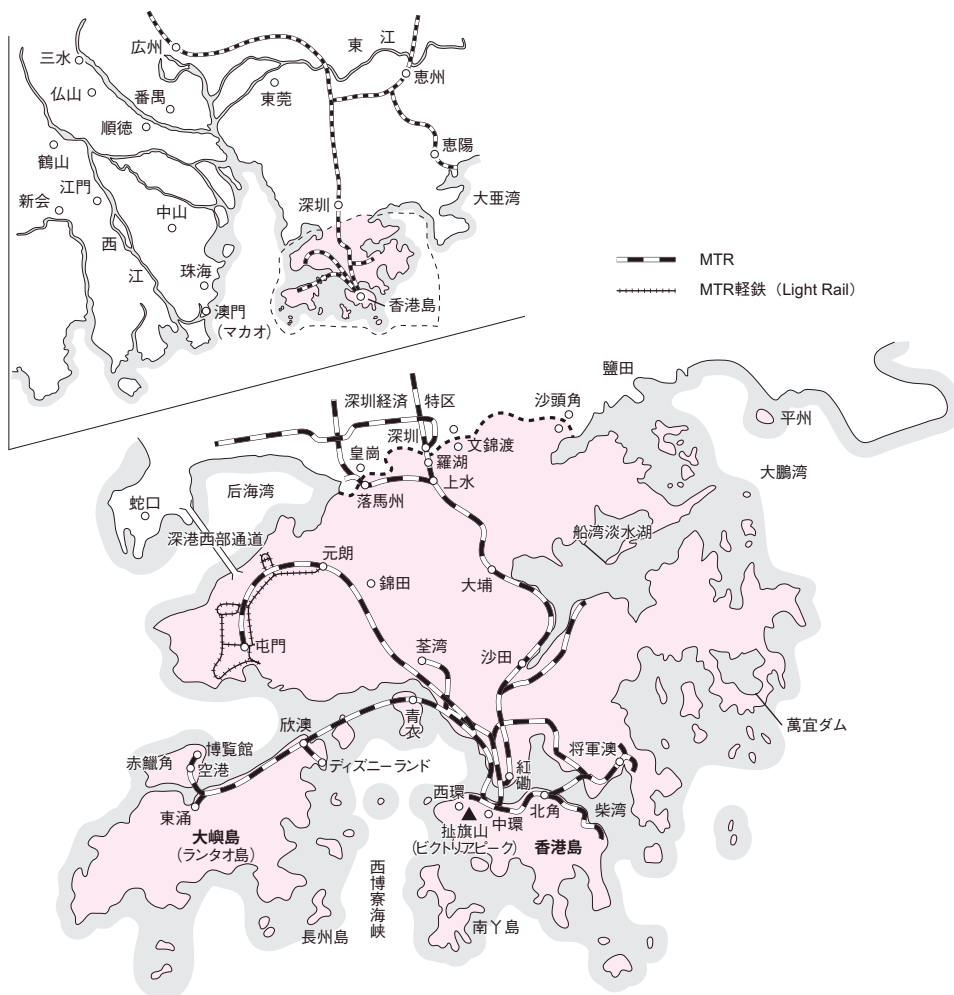 広州
東
江
三水
恵州
仏山
番禺
東莞
順徳
恵陽
鶴山
江門
新会
深圳
大亜湾
中山
西
江
珠海
香港島
澳門
（マカオ）
MTR
MTR軽鉄（Light Rail）
鹽田
深圳経済
特区
沙頭角
平州
深圳
文錦渡
皇崗
羅湖
上水
大鵬湾
后海湾
落馬州
蛇口
深港西部通道
船湾淡水湖
元朗
錦田
大埔
屯門
荃湾
沙田
萬宜ダム
欣澳
青衣
博覧館
赤鱲角
空港
ディズニーランド
紅磡
将軍澳
東涌
西環
中環
北角
柴湾
大嶼島
（ランタオ島）
扯旗山
（ビクトリアピーク）
香港島
西博寮海峡
長州島
南丫島